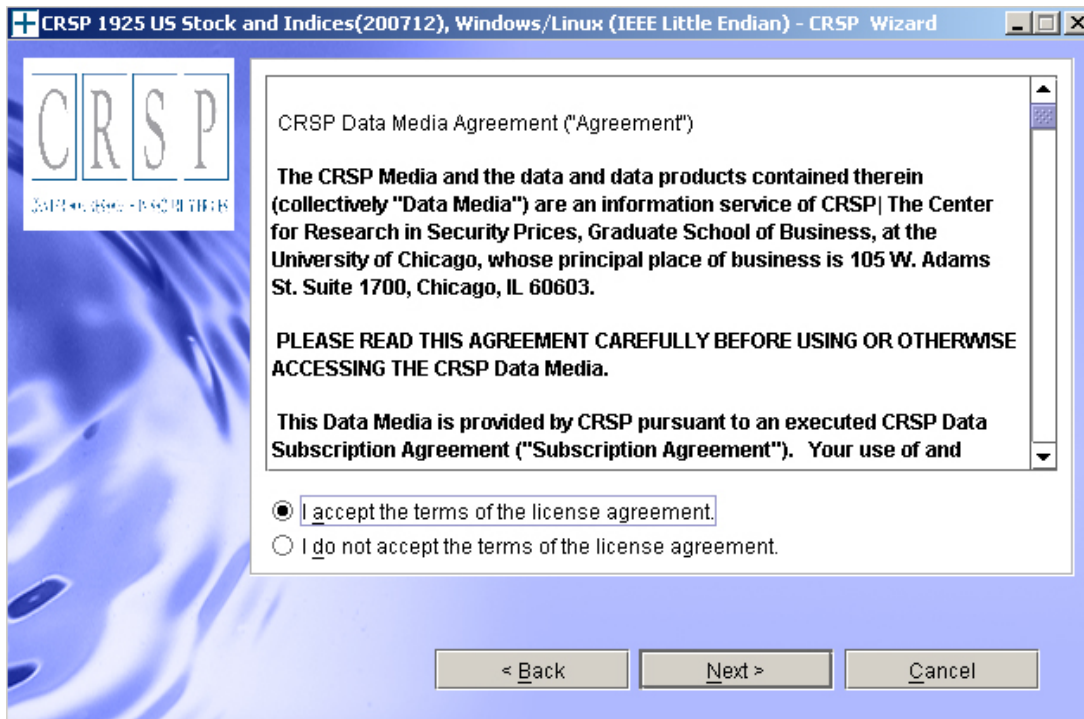 CRSP 1925 US Stock and Indices(200712), Windows/Linux (IEEE Little Endian) - CRSP Wizard
CRSP
CRSP Data Media Agreement ("Agreement")
The CRSP Media and the data and data products contained therein
(collectively "Data Media") are an information service of CRSP| The Center
for Research in Security Prices, Graduate School of Business, at the
University of Chicago, whose principal place of business is 105 W. Adams
St. Suite 1700, Chicago, IL 60603.
PLEASE READ THIS AGREEMENT CAREFULLY BEFORE USING OR OTHERWISE
ACCESSING THE CRSP Data Media.
This Data Media is provided by CRSP pursuant to an executed CRSP Data
Subscription Agreement ("Subscription Agreement"). Your use of and
I accept the terms of the license agreement.
I do not accept the terms of the license agreement.
< Back
Next >
Cancel